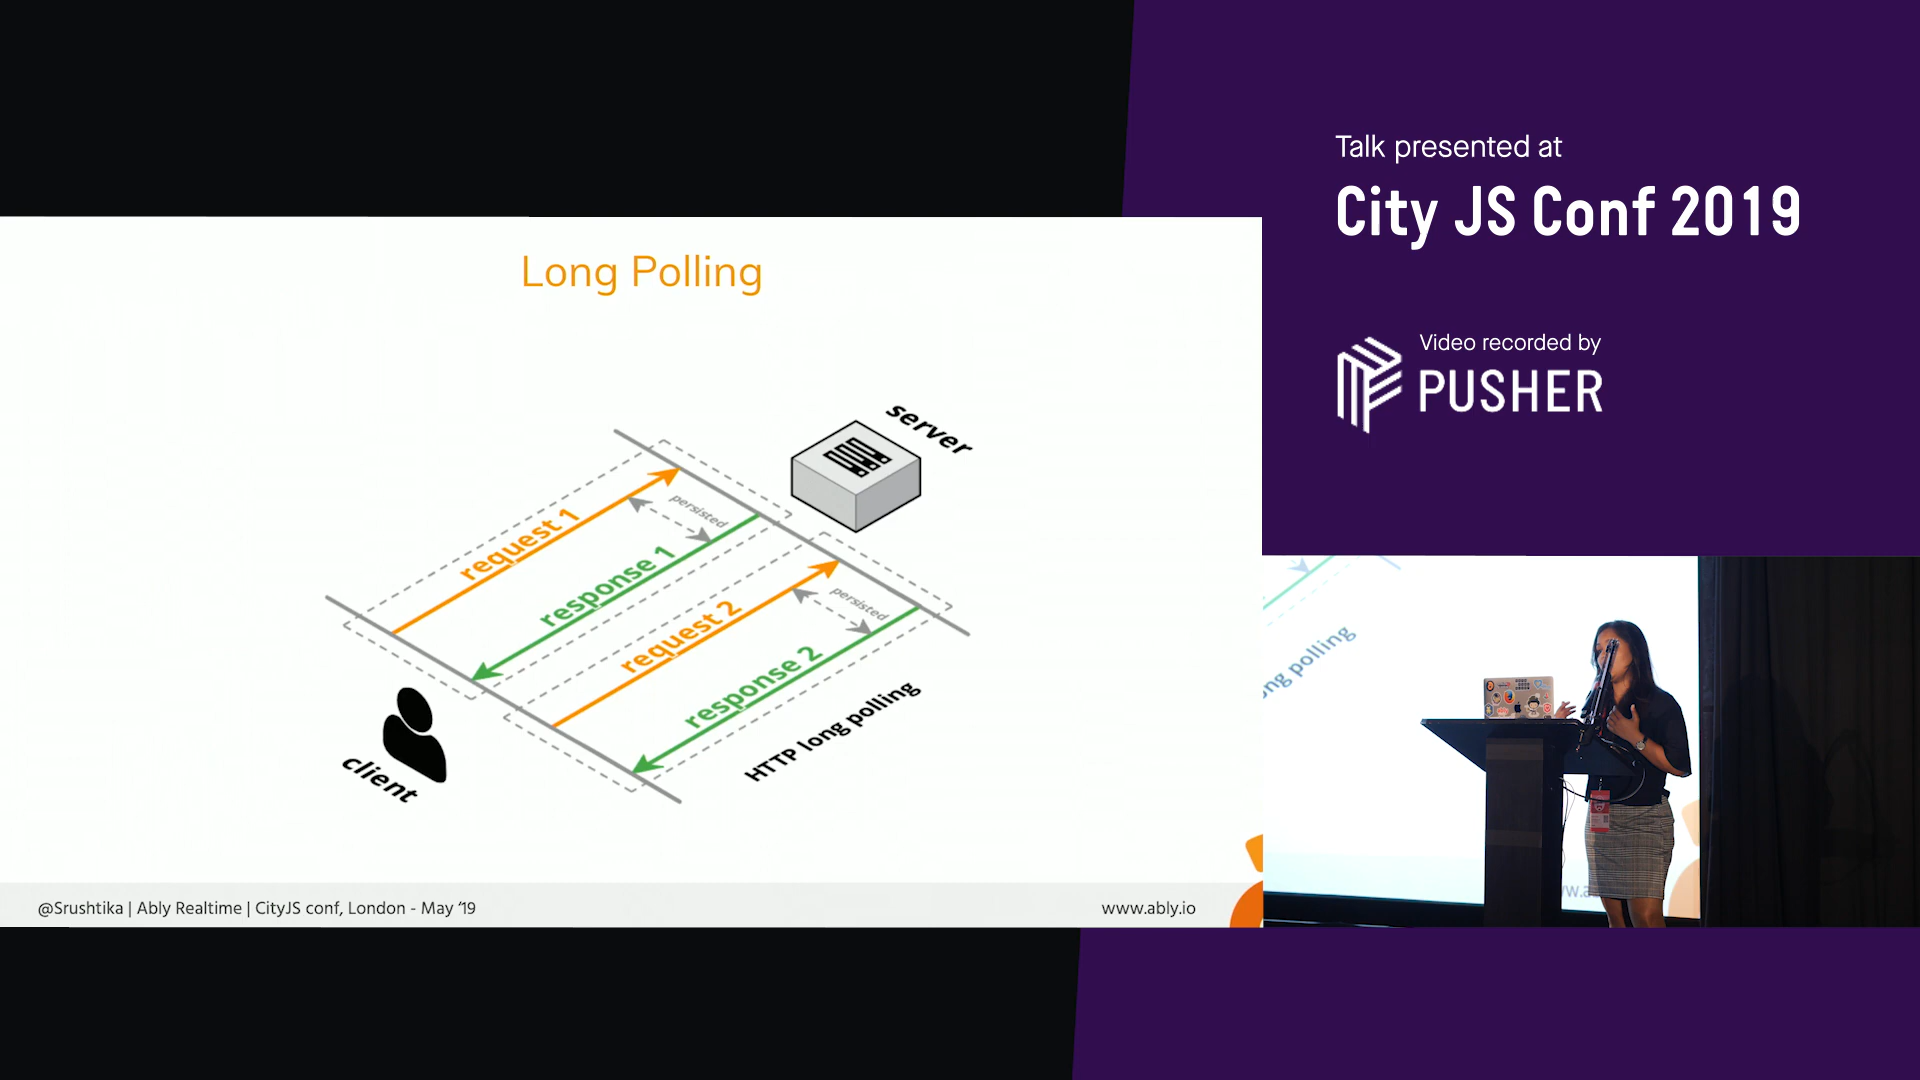 Talk presented at
City JS Conf 2019
Video recorded by
PUSHER
Long Polling
server
persisted
request 1
response 1
persisted
request 2
response 2
HTTP long polling
client
@Srushtika | Ably Realtime | CityJS conf, London - May ‘19
www.ably.io
polling